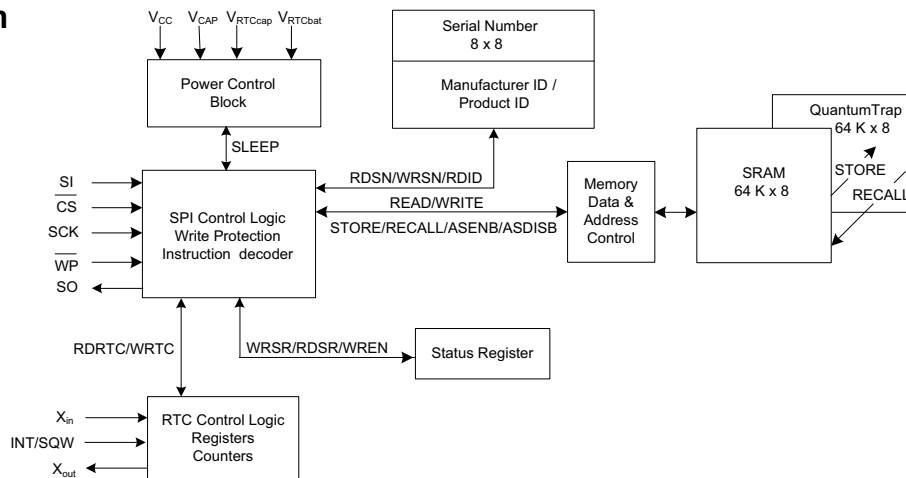 n
VCC
VCAP
VRTCcap
VRTCbat
Power Control
Block
SLEEP
Serial Number
8 x 8
Manufacturer ID /
Product ID
QuantumTrap
64 K x 8
SRAM
64 K x 8
STORE
RECALL
SI
CS
SCK
WP
SO
SPI Control Logic
Write Protection
Instruction decoder
RDSN/WRSN/RDID
READ/WRITE
STORE/RECALL/ASENB/ASDISB
Memory
Data &
Address
Control
RDRTC/WRTC
WRSR/RDSR/WREN
Status Register
Xin
INT/SQW
Xout
RTC Control Logic
Registers
Counters